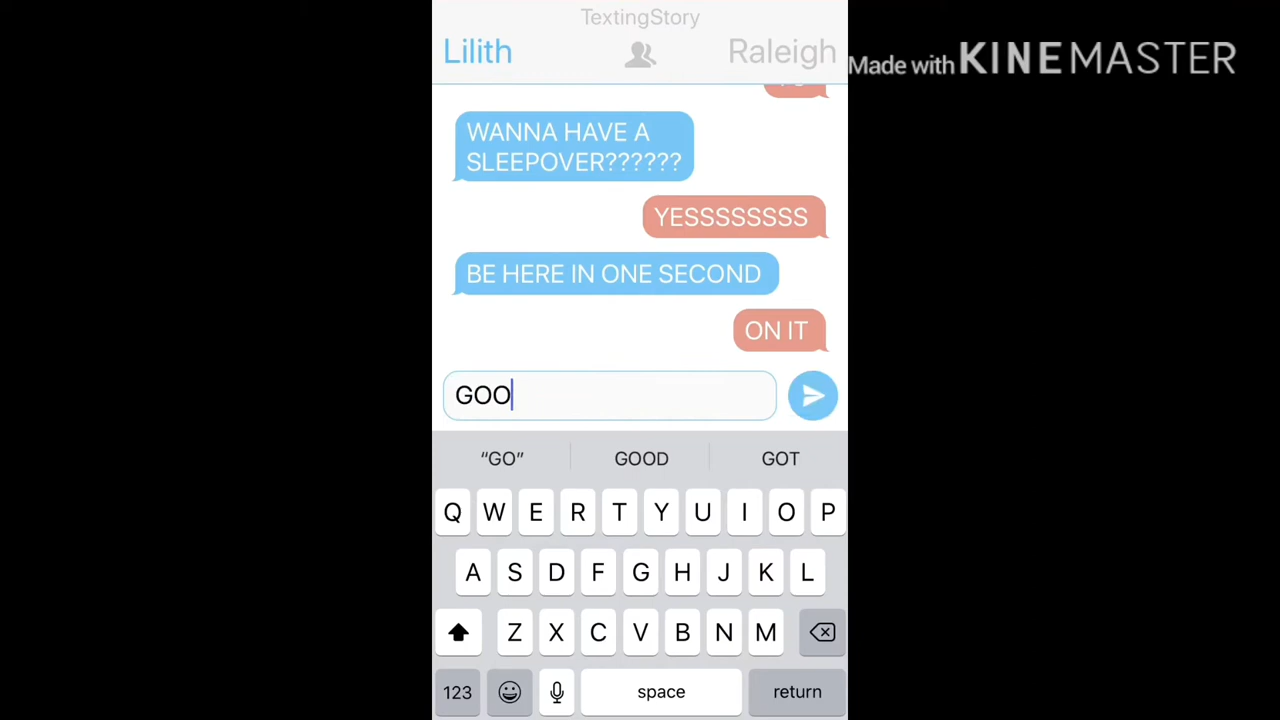 TextingStory
Lilith
Raleigh
Made with KINEMASTER
WANNA HAVE A
SLEEPOVER??????
YESSSSSSSS
BE HERE IN ONE SECOND
ON IT
GOO
“GO” GOOD GOT
Q W E R T Y U I O P
A S D F G H J K L
Z X C V B N M
123 space return